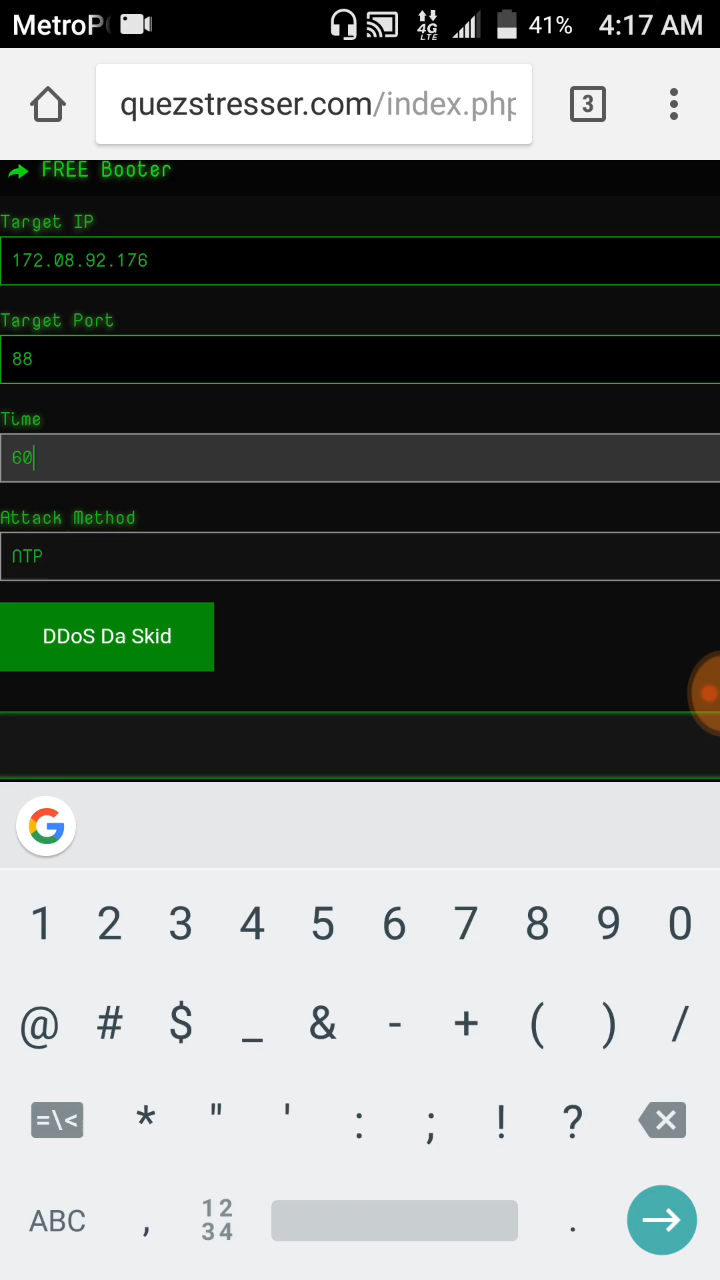 MetroP 4G LTE 41% 4:17 AM
quezstresser.com/index.php 3
FREE Booter
Target IP
172.08.92.176
Target Port
88
Time
60
Attack Method
NTP
DDoS Da Skid
G
1 2 3 4 5 6 7 8 9 0
@ # $ _ & - + ( ) /
=\< * " ' : ; ! ?
ABC , 12 34 .